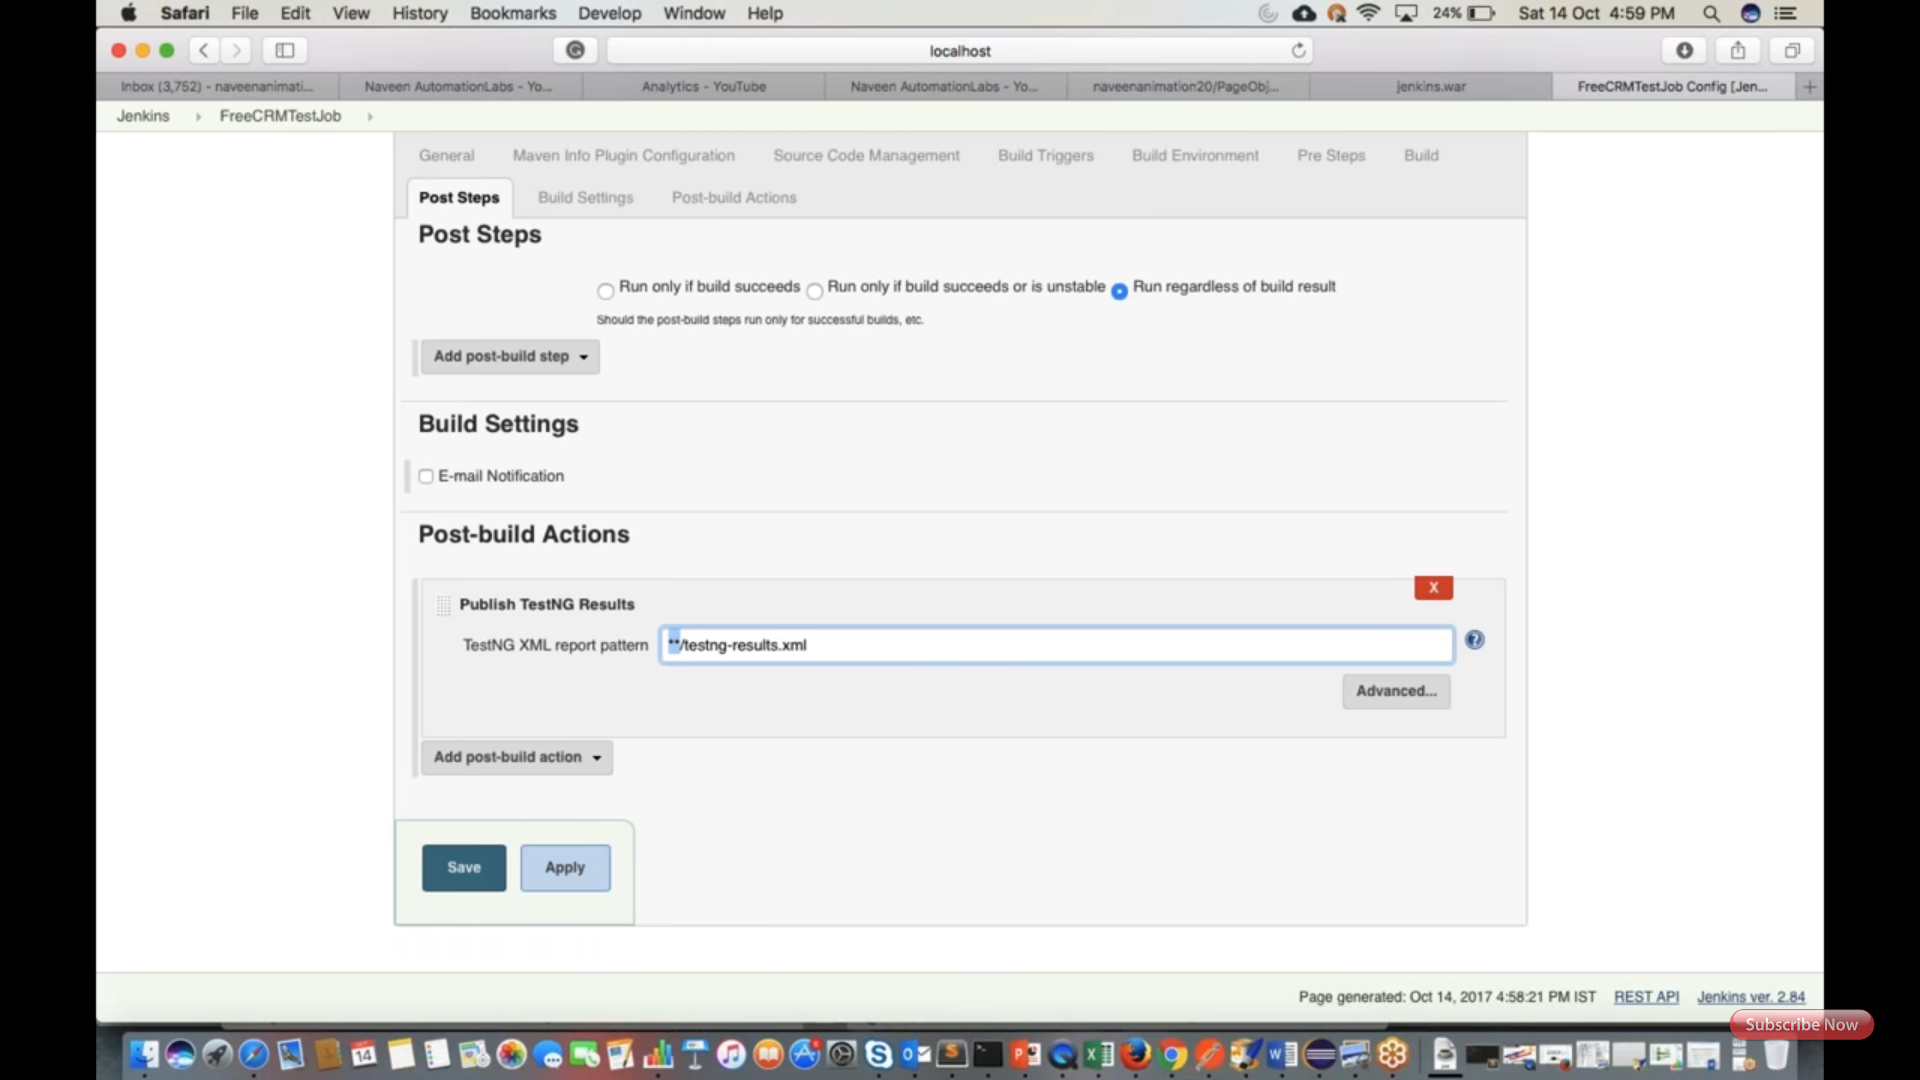 Safari File Edit View History Bookmarks Develop Window Help 24% Sat 14 Oct 4:59 PM
localhost
Inbox (3,752) - naveenanimati... Naveen AutomationLabs - Yo... Analytics - YouTube Naveen AutomationLabs - Yo... naveenanimation20/PageObj... jenkins.war FreeCRMTestJob Config [Jen...
Jenkins FreeCRMTestJob
General Maven Info Plugin Configuration Source Code Management Build Triggers Build Environment Pre Steps Build
Post Steps Build Settings Post-build Actions
Post Steps
Run only if build succeeds Run only if build succeeds or is unstable Run regardless of build result
Should the post-build steps run only for successful builds, etc.
Add post-build step
Build Settings
E-mail Notification
Post-build Actions
X
Publish TestNG Results
TestNG XML report pattern **/testng-results.xml
Advanced...
Add post-build action
Save Apply
Page generated: Oct 14, 2017 4:58:21 PM IST REST API Jenkins ver. 2.84
Subscribe Now
14